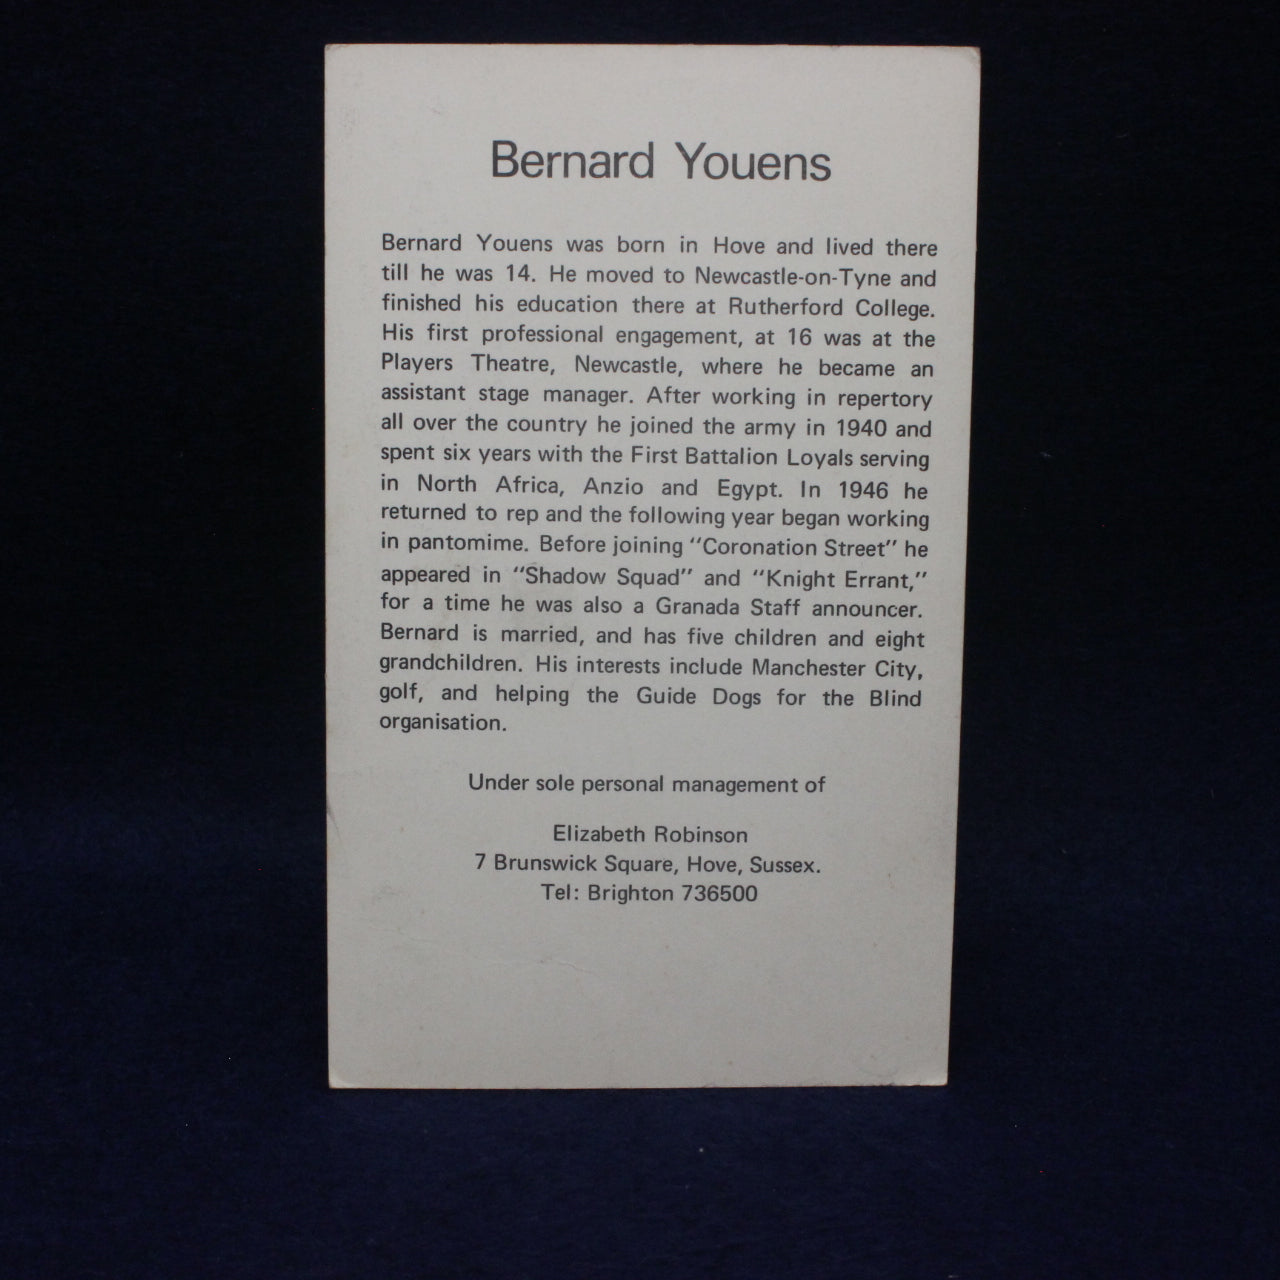 Bernard Youens
Bernard Youens was born in Hove and lived there
till he was 14. He moved to Newcastle-on-Tyne and
finished his education there at Rutherford College.
His first professional engagement, at 16 was at the
Players Theatre, Newcastle, where he became an
assistant stage manager. After working in repertory
all over the country he joined the army in 1940 and
spent six years with the First Battalion Loyals serving
in North Africa, Anzio and Egypt. In 1946 he
returned to rep and the following year began working
in pantomime. Before joining "Coronation Street" he
appeared in "Shadow Squad" and "Knight Errant,"
for a time he was also a Granada Staff announcer.
Bernard is married, and has five children and eight
grandchildren. His interests include Manchester City,
golf, and helping the Guide Dogs for the Blind
organisation.
Under sole personal management of
Elizabeth Robinson
7 Brunswick Square, Hove, Sussex.
Tel: Brighton 736500